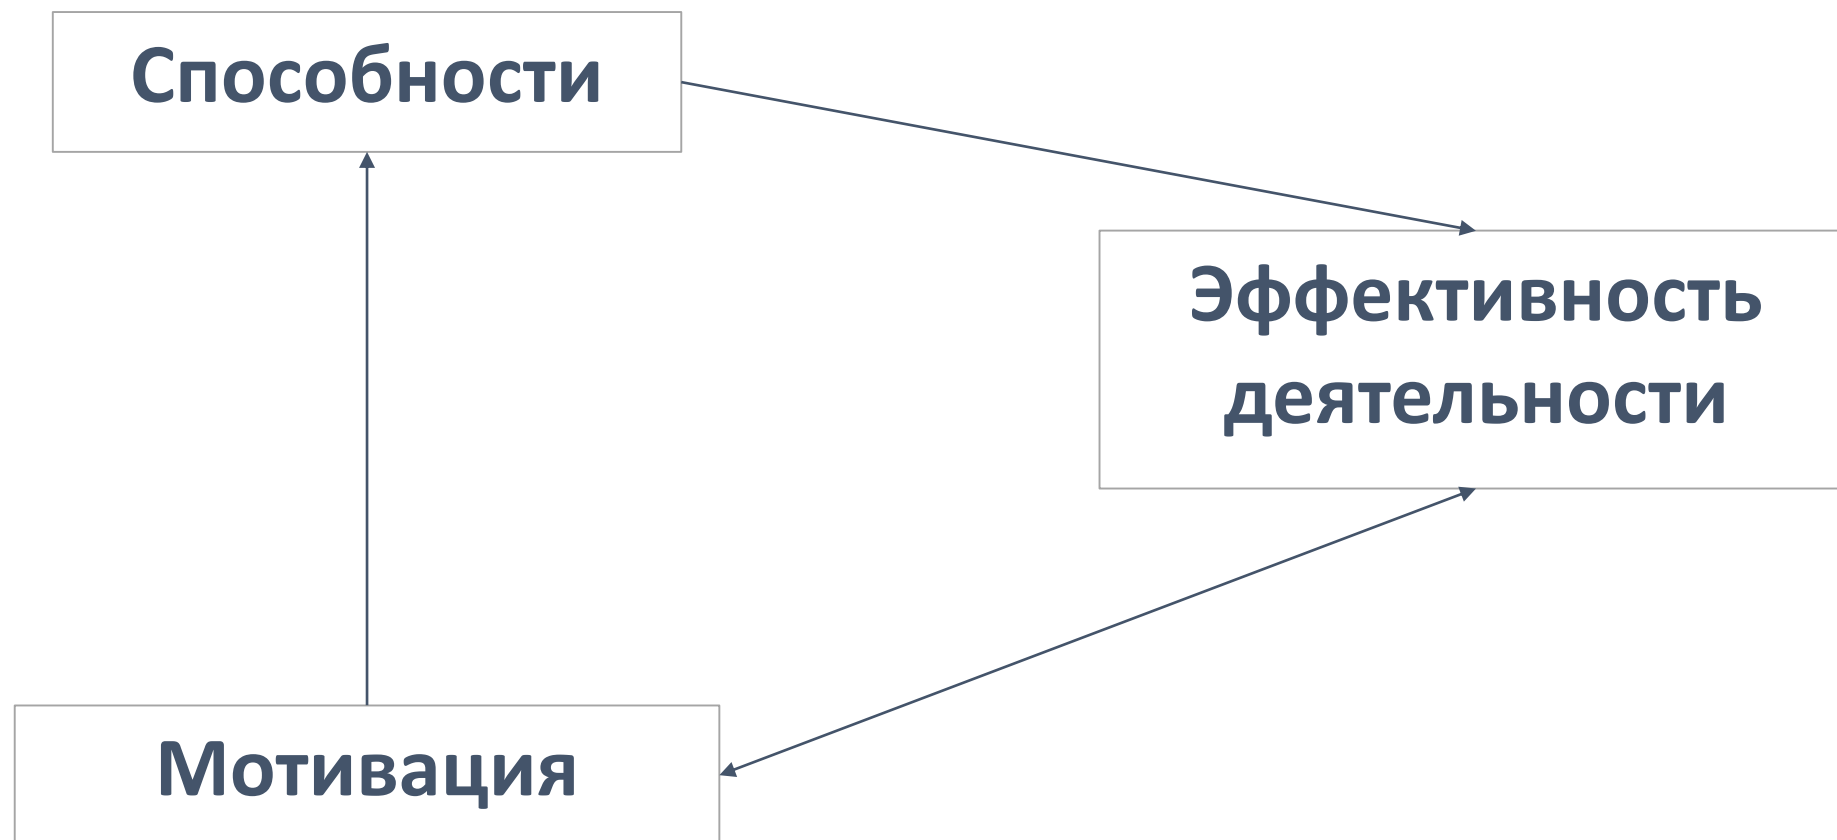 Способности
Эффективность
деятельности
Мотивация